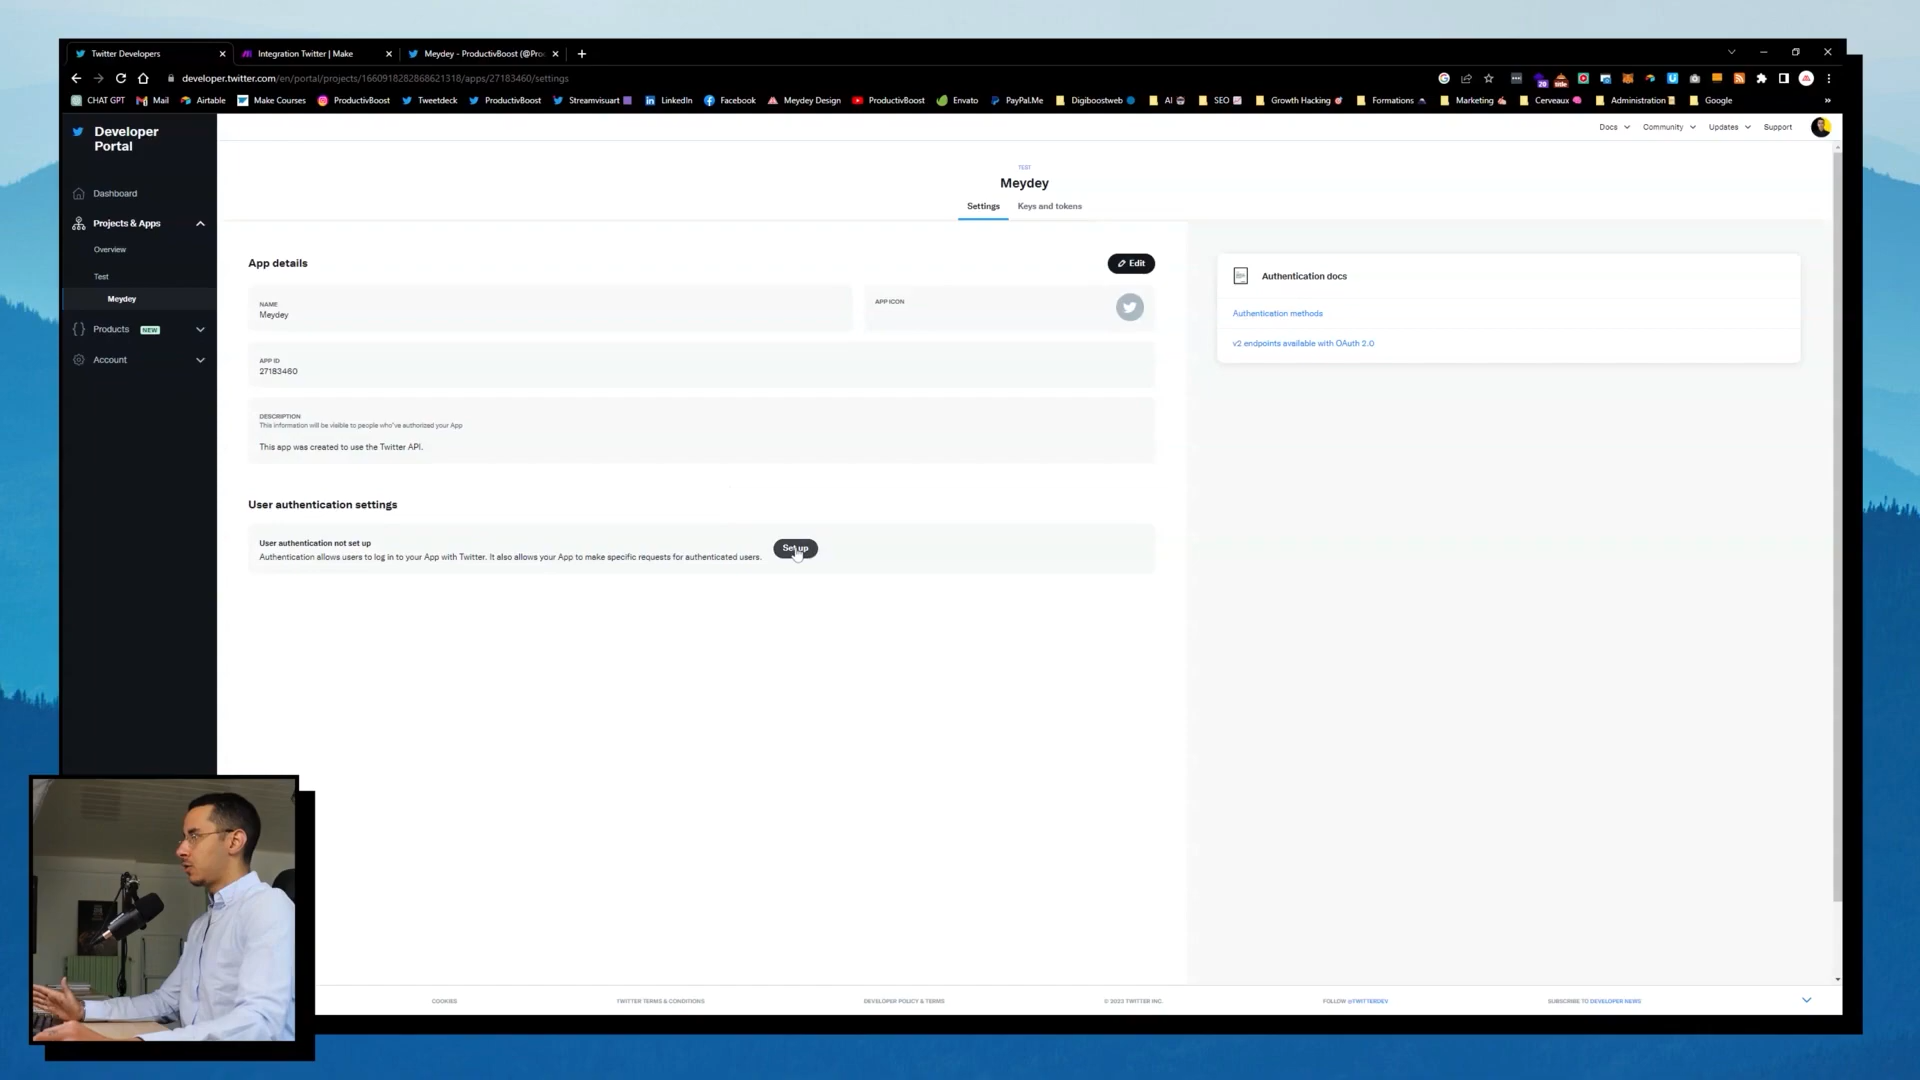 Twitter Developers
Integration Twitter | Make
Meydey - ProductivBoost (@Pro
developer.twitter.com/en/portal/projects/1660918282868621318/apps/27183460/settings
CHAT GPT
Mail
Airtable
Make Courses
ProductivBoost
Tweetdeck
ProductivBoost
Streamvisuart
LinkedIn
Facebook
Meydey Design
ProductivBoost
Envato
PayPal.Me
Digiboostweb
AI
SEO
Growth Hacking
Formations
Marketing
Cerveaux
Administration
Google
Developer
Portal
Docs
Community
Updates
Support
TEST
Meydey
Settings
Keys and tokens
Dashboard
Projects & Apps
Overview
Test
Meydey
Products NEW
Account
App details
Edit
NAME
Meydey
APP ICON
APP ID
27183460
DESCRIPTION
This information will be visible to people who've authorized your App
This app was created to use the Twitter API.
Authentication docs
Authentication methods
v2 endpoints available with OAuth 2.0
User authentication settings
User authentication not set up
Authentication allows users to log in to your App with Twitter. It also allows your App to make specific requests for authenticated users.
Set up
COOKIES
TWITTER TERMS & CONDITIONS
DEVELOPER POLICY & TERMS
© 2023 TWITTER INC.
FOLLOW @TWITTERDEV
SUBSCRIBE TO DEVELOPER NEWS